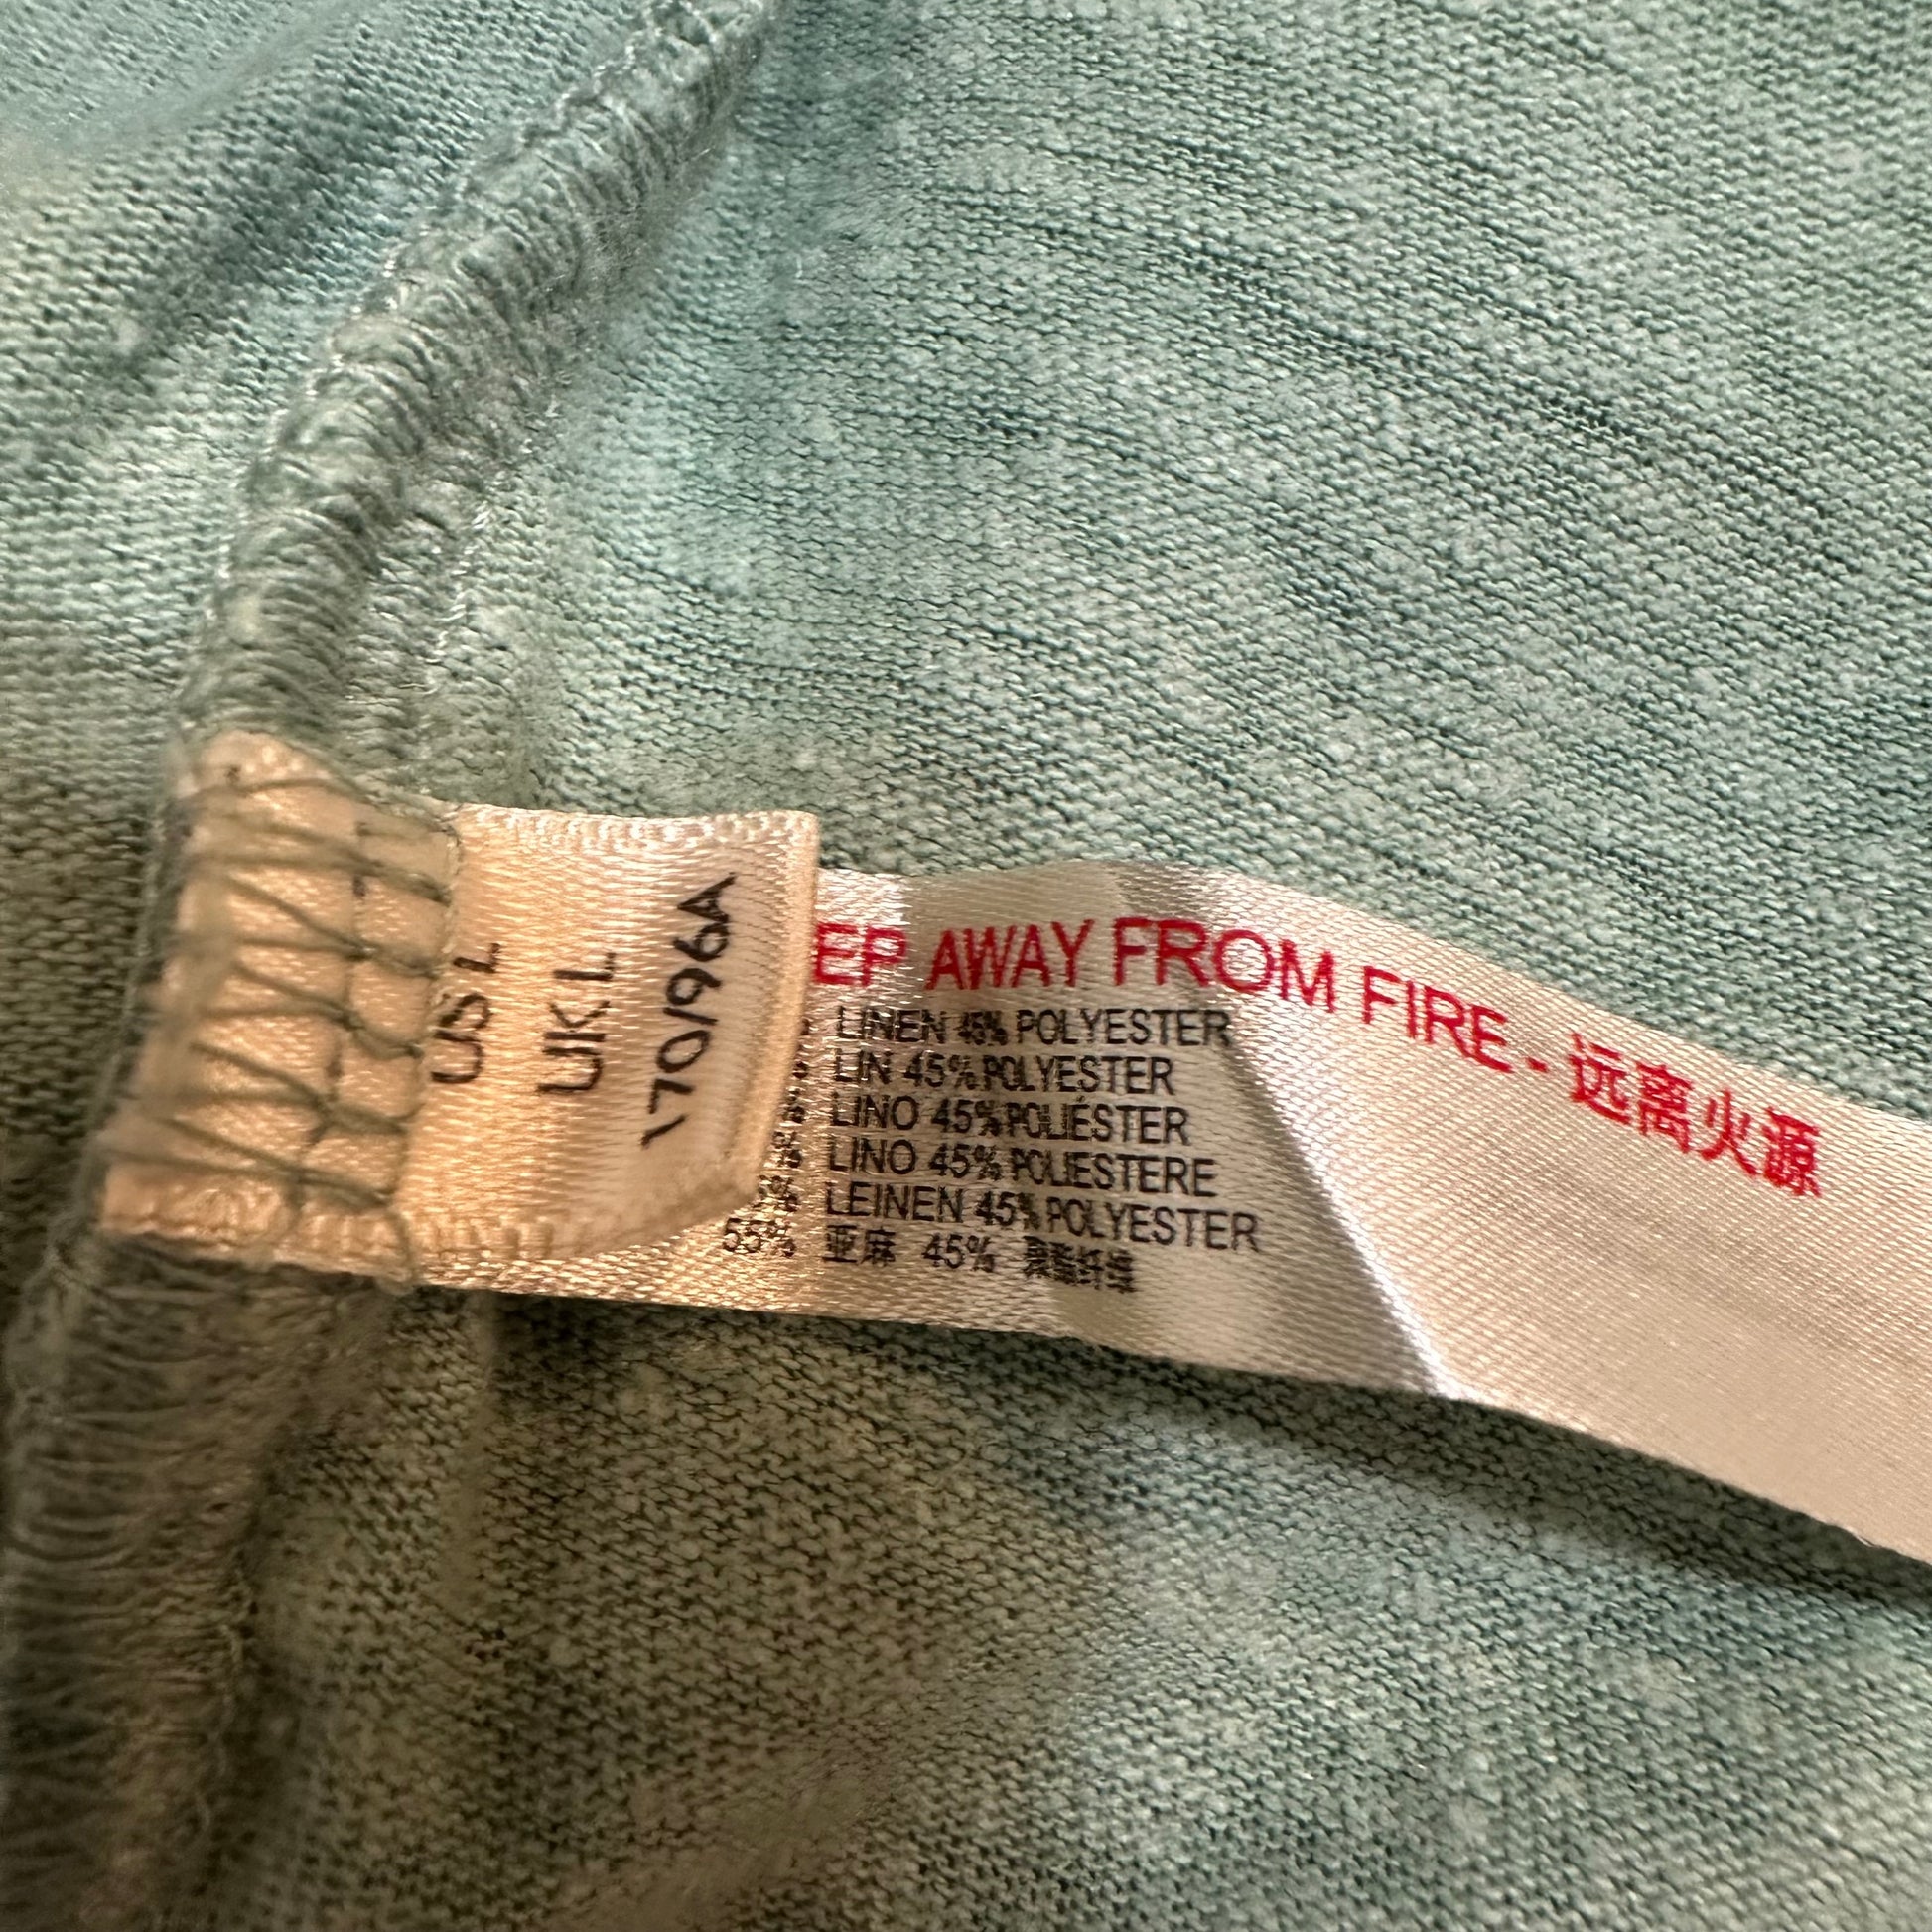 US L
UK L
170/96A
EP AWAY FROM FIRE - 远离火源
LINEN 45% POLYESTER
LIN 45% POLYESTER
LINO 45% POLIÉSTER
% LINO 45% POLIESTERE
5% LEINEN 45% POLYESTER
55% 亚麻 45% 聚酯纤维